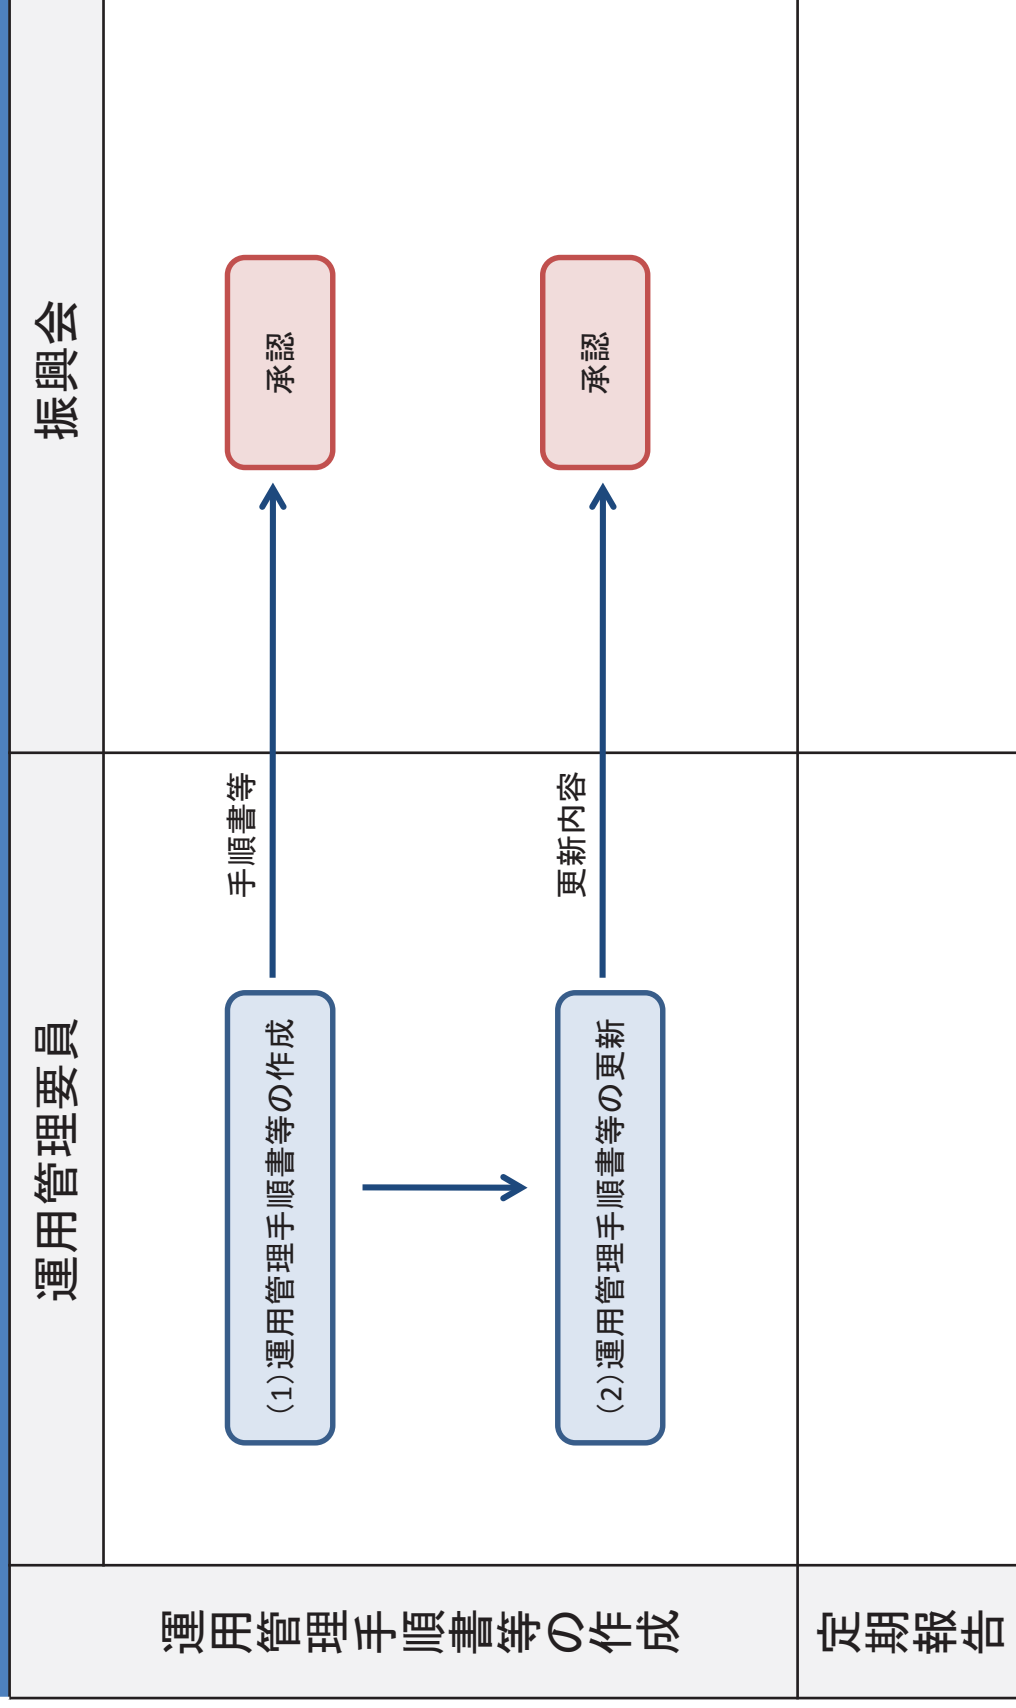 運用管理要員
振興会
運用管理手順書等の作成
(1)運用管理手順書等の作成
手順書等
承認
(2)運用管理手順書等の更新
更新内容
承認
定期報告